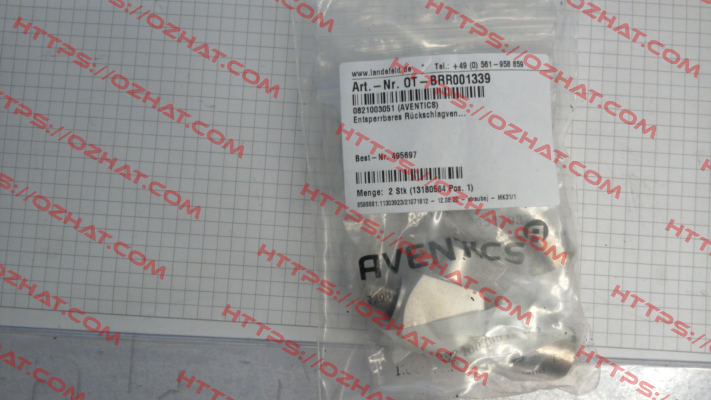 www.landefeld.de Tel.: +49 (0) 561-958 859
Art.-Nr. OT-BRR001339
0821003051 (AVENTICS)
Entsperrbares Rückschlagven...
Best-Nr. 495697
Menge: 2 Stk (13180564 Pos. 1)
AVENTICS
HTTPS://OZHAT.COM